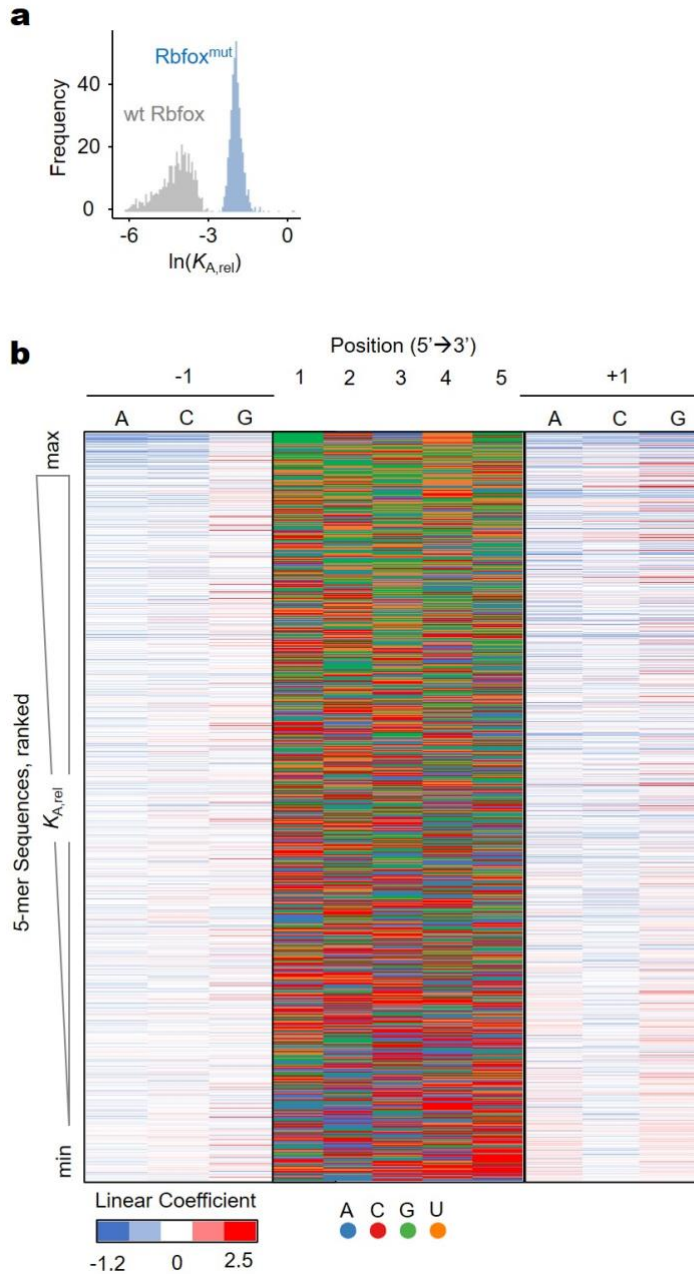 a
Rbfox^mut
wt Rbfox
Frequency
40
20
0
-6 -3 0
ln(K_A,rel)
b
Position (5'→3')
-1 1 2 3 4 5 +1
A C G A C G
max
5-mer Sequences, ranked
K_A,rel
min
Linear Coefficient
-1.2 0 2.5
A C G U